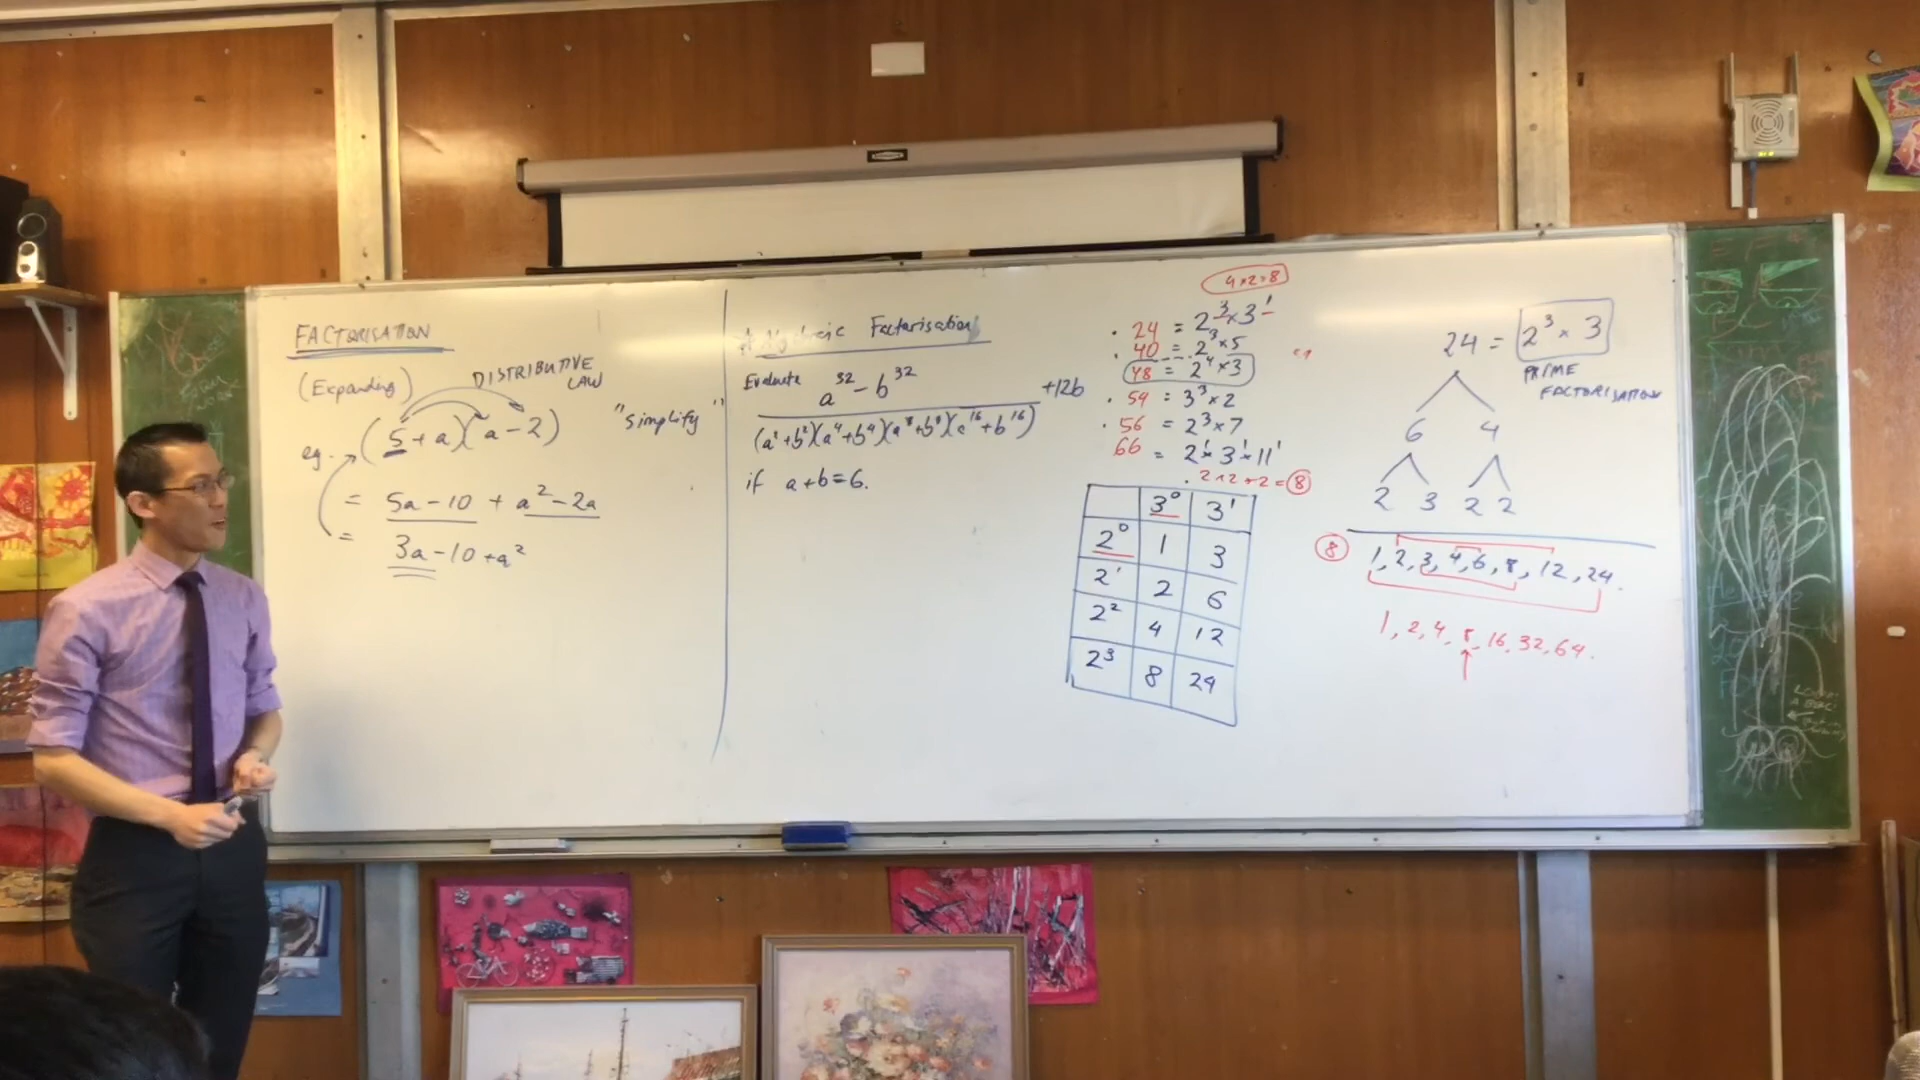 FACTORISATION
(Expanding)
DISTRIBUTIVE
LAW
eg. (5+a)(a-2)
= 5a-10 + a²-2a
= 3a-10+a²
"simplify"
Algebraic Factorisation
Evaluate a³² - b³²
(a²+b²)(a⁴+b⁴)(a⁸+b⁸)(a¹⁶+b¹⁶)
+12b
if a+b=6.
4×2=8
24 = 2³×3¹
40 = 2³×5
48 = 2⁴×3
54 = 3³×2
56 = 2³×7
66 = 2¹×3¹×11¹
2×2×2=8
3⁰ 3¹
2⁰ 1 3
2¹ 2 6
2² 4 12
2³ 8 24
24 = 2³ × 3
PRIME
FACTORISATION
6 4
2 3 2 2
8 1,2,3,4,6,8,12,24.
1,2,4,8,16,32,64.